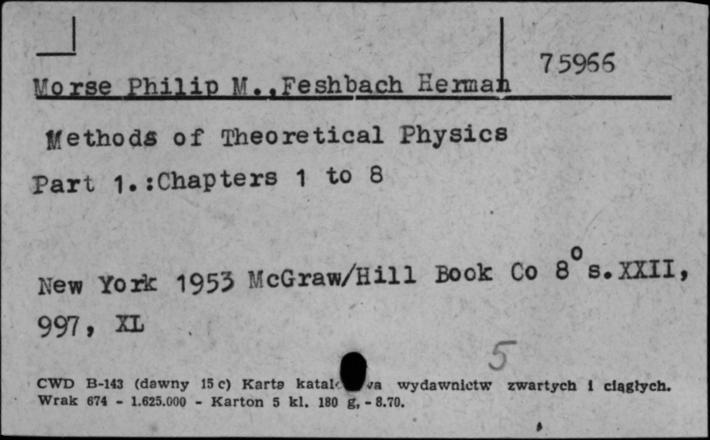 75966
Morse Philip M.,Feshbach Herman
Methods of Theoretical Physics
Part 1.:Chapters 1 to 8
New York 1953 McGraw/Hill Book Co 8° s.XXII,
997, XL
5
CWD B-143 (dawny 15 c) Karta wydawnictw zwartych i ciągłych.
Wrak 674 - 1.625.000 - Karton 5 kl. 180 g, - 8.70.